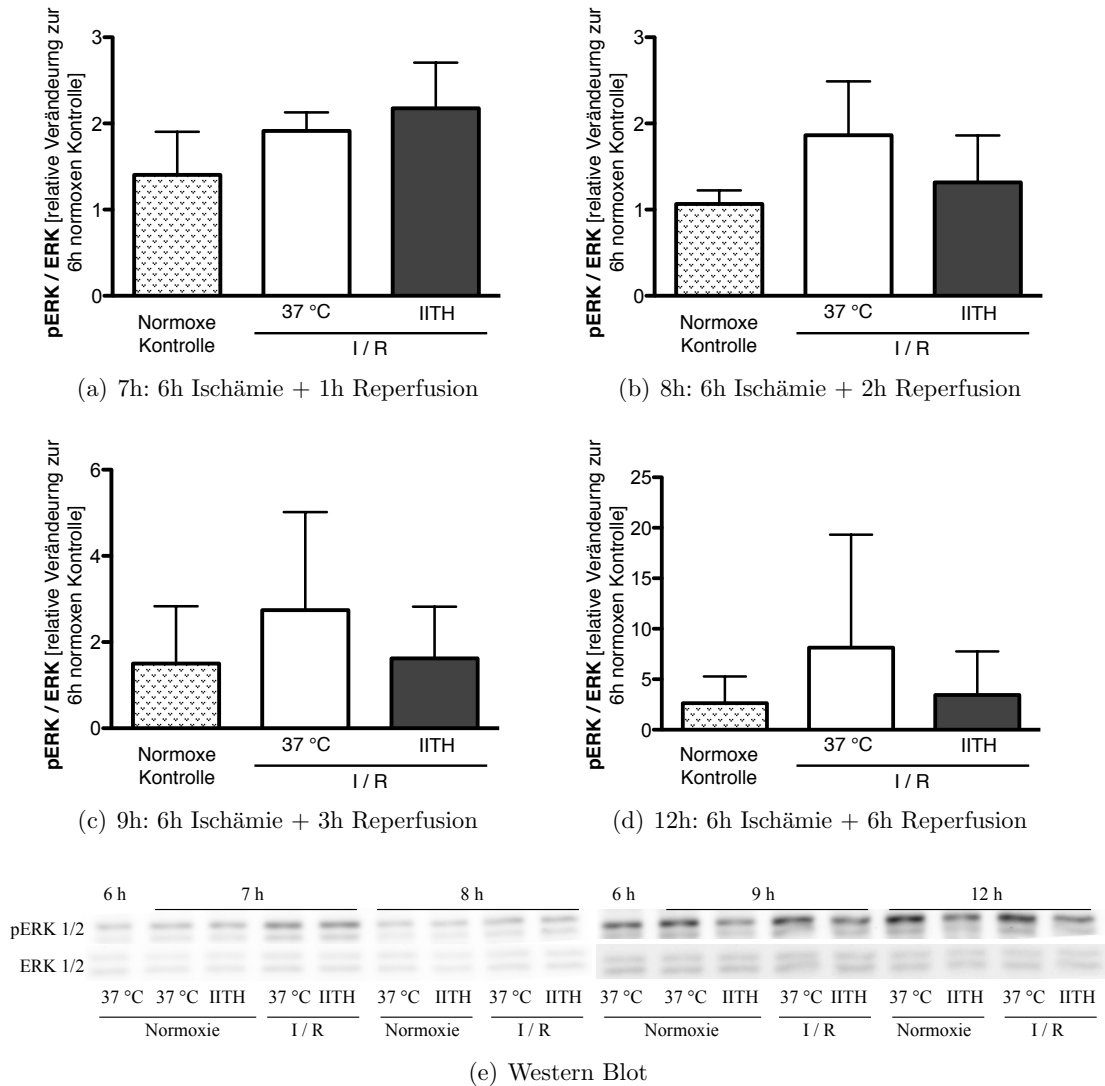 pERK / ERK [relative Verändeurng zur
6h normoxen Kontrolle]
3
2
1
0
Normoxe
Kontrolle
37 °C
IITH
I / R
(a) 7h: 6h Ischämie + 1h Reperfusion
pERK / ERK [relative Verändeurng zur
6h normoxen Kontrolle]
3
2
1
0
Normoxe
Kontrolle
37 °C
IITH
I / R
(b) 8h: 6h Ischämie + 2h Reperfusion
pERK / ERK [relative Verändeurng zur
6h normoxen Kontrolle]
6
4
2
0
Normoxe
Kontrolle
37 °C
IITH
I / R
(c) 9h: 6h Ischämie + 3h Reperfusion
pERK / ERK [relative Verändeurng zur
6h normoxen Kontrolle]
25
20
15
10
5
0
Normoxe
Kontrolle
37 °C
IITH
I / R
(d) 12h: 6h Ischämie + 6h Reperfusion
6 h 7 h 8 h 6 h 9 h 12 h
pERK 1/2
ERK 1/2
37 °C 37 °C IITH 37 °C IITH 37 °C IITH 37 °C IITH 37 °C 37 °C IITH 37 °C IITH 37 °C IITH 37 °C IITH
Normoxie I / R Normoxie I / R Normoxie I / R Normoxie I / R
(e) Western Blot